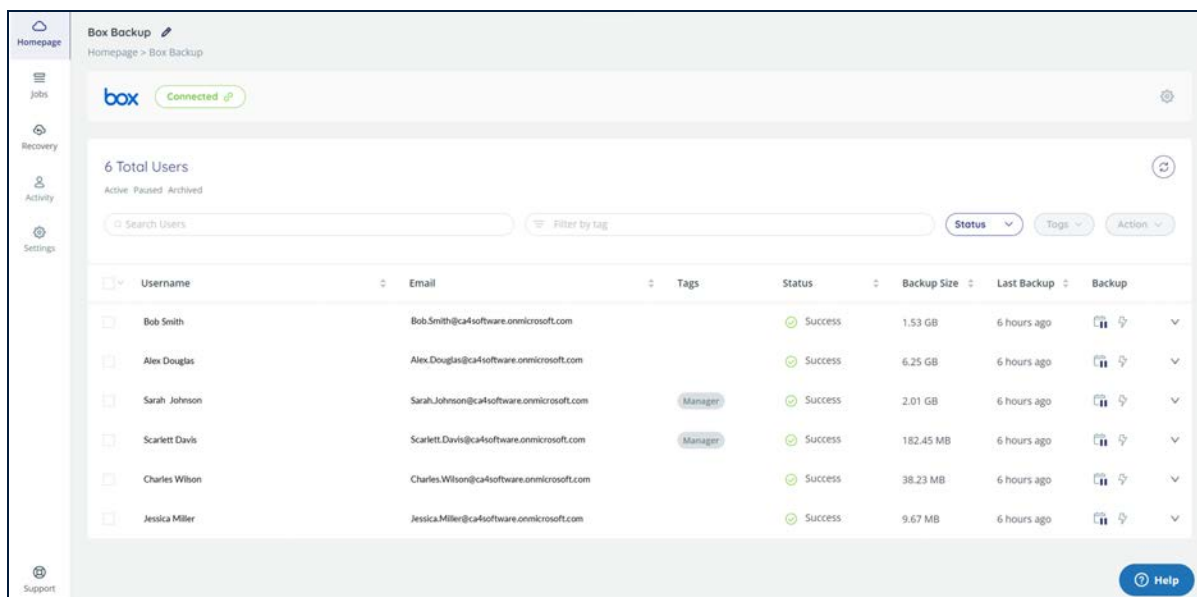 Homepage
Jobs
Recovery
Activity
Settings
Support
Box Backup
Homepage > Box Backup
box Connected
6 Total Users
Active Paused Archived
Search Users Filter by tag Status Tags Action
Username Email Tags Status Backup Size Last Backup Backup
Bob Smith Bob.Smith@ca4software.onmicrosoft.com Success 1.53 GB 6 hours ago
Alex Douglas Alex.Douglas@ca4software.onmicrosoft.com Success 6.25 GB 6 hours ago
Sarah Johnson Sarah.Johnson@ca4software.onmicrosoft.com Manager Success 2.01 GB 6 hours ago
Scarlett Davis Scarlett.Davis@ca4software.onmicrosoft.com Manager Success 182.45 MB 6 hours ago
Charles Wilson Charles.Wilson@ca4software.onmicrosoft.com Success 38.23 MB 6 hours ago
Jessica Miller Jessica.Miller@ca4software.onmicrosoft.com Success 9.67 MB 6 hours ago
Help